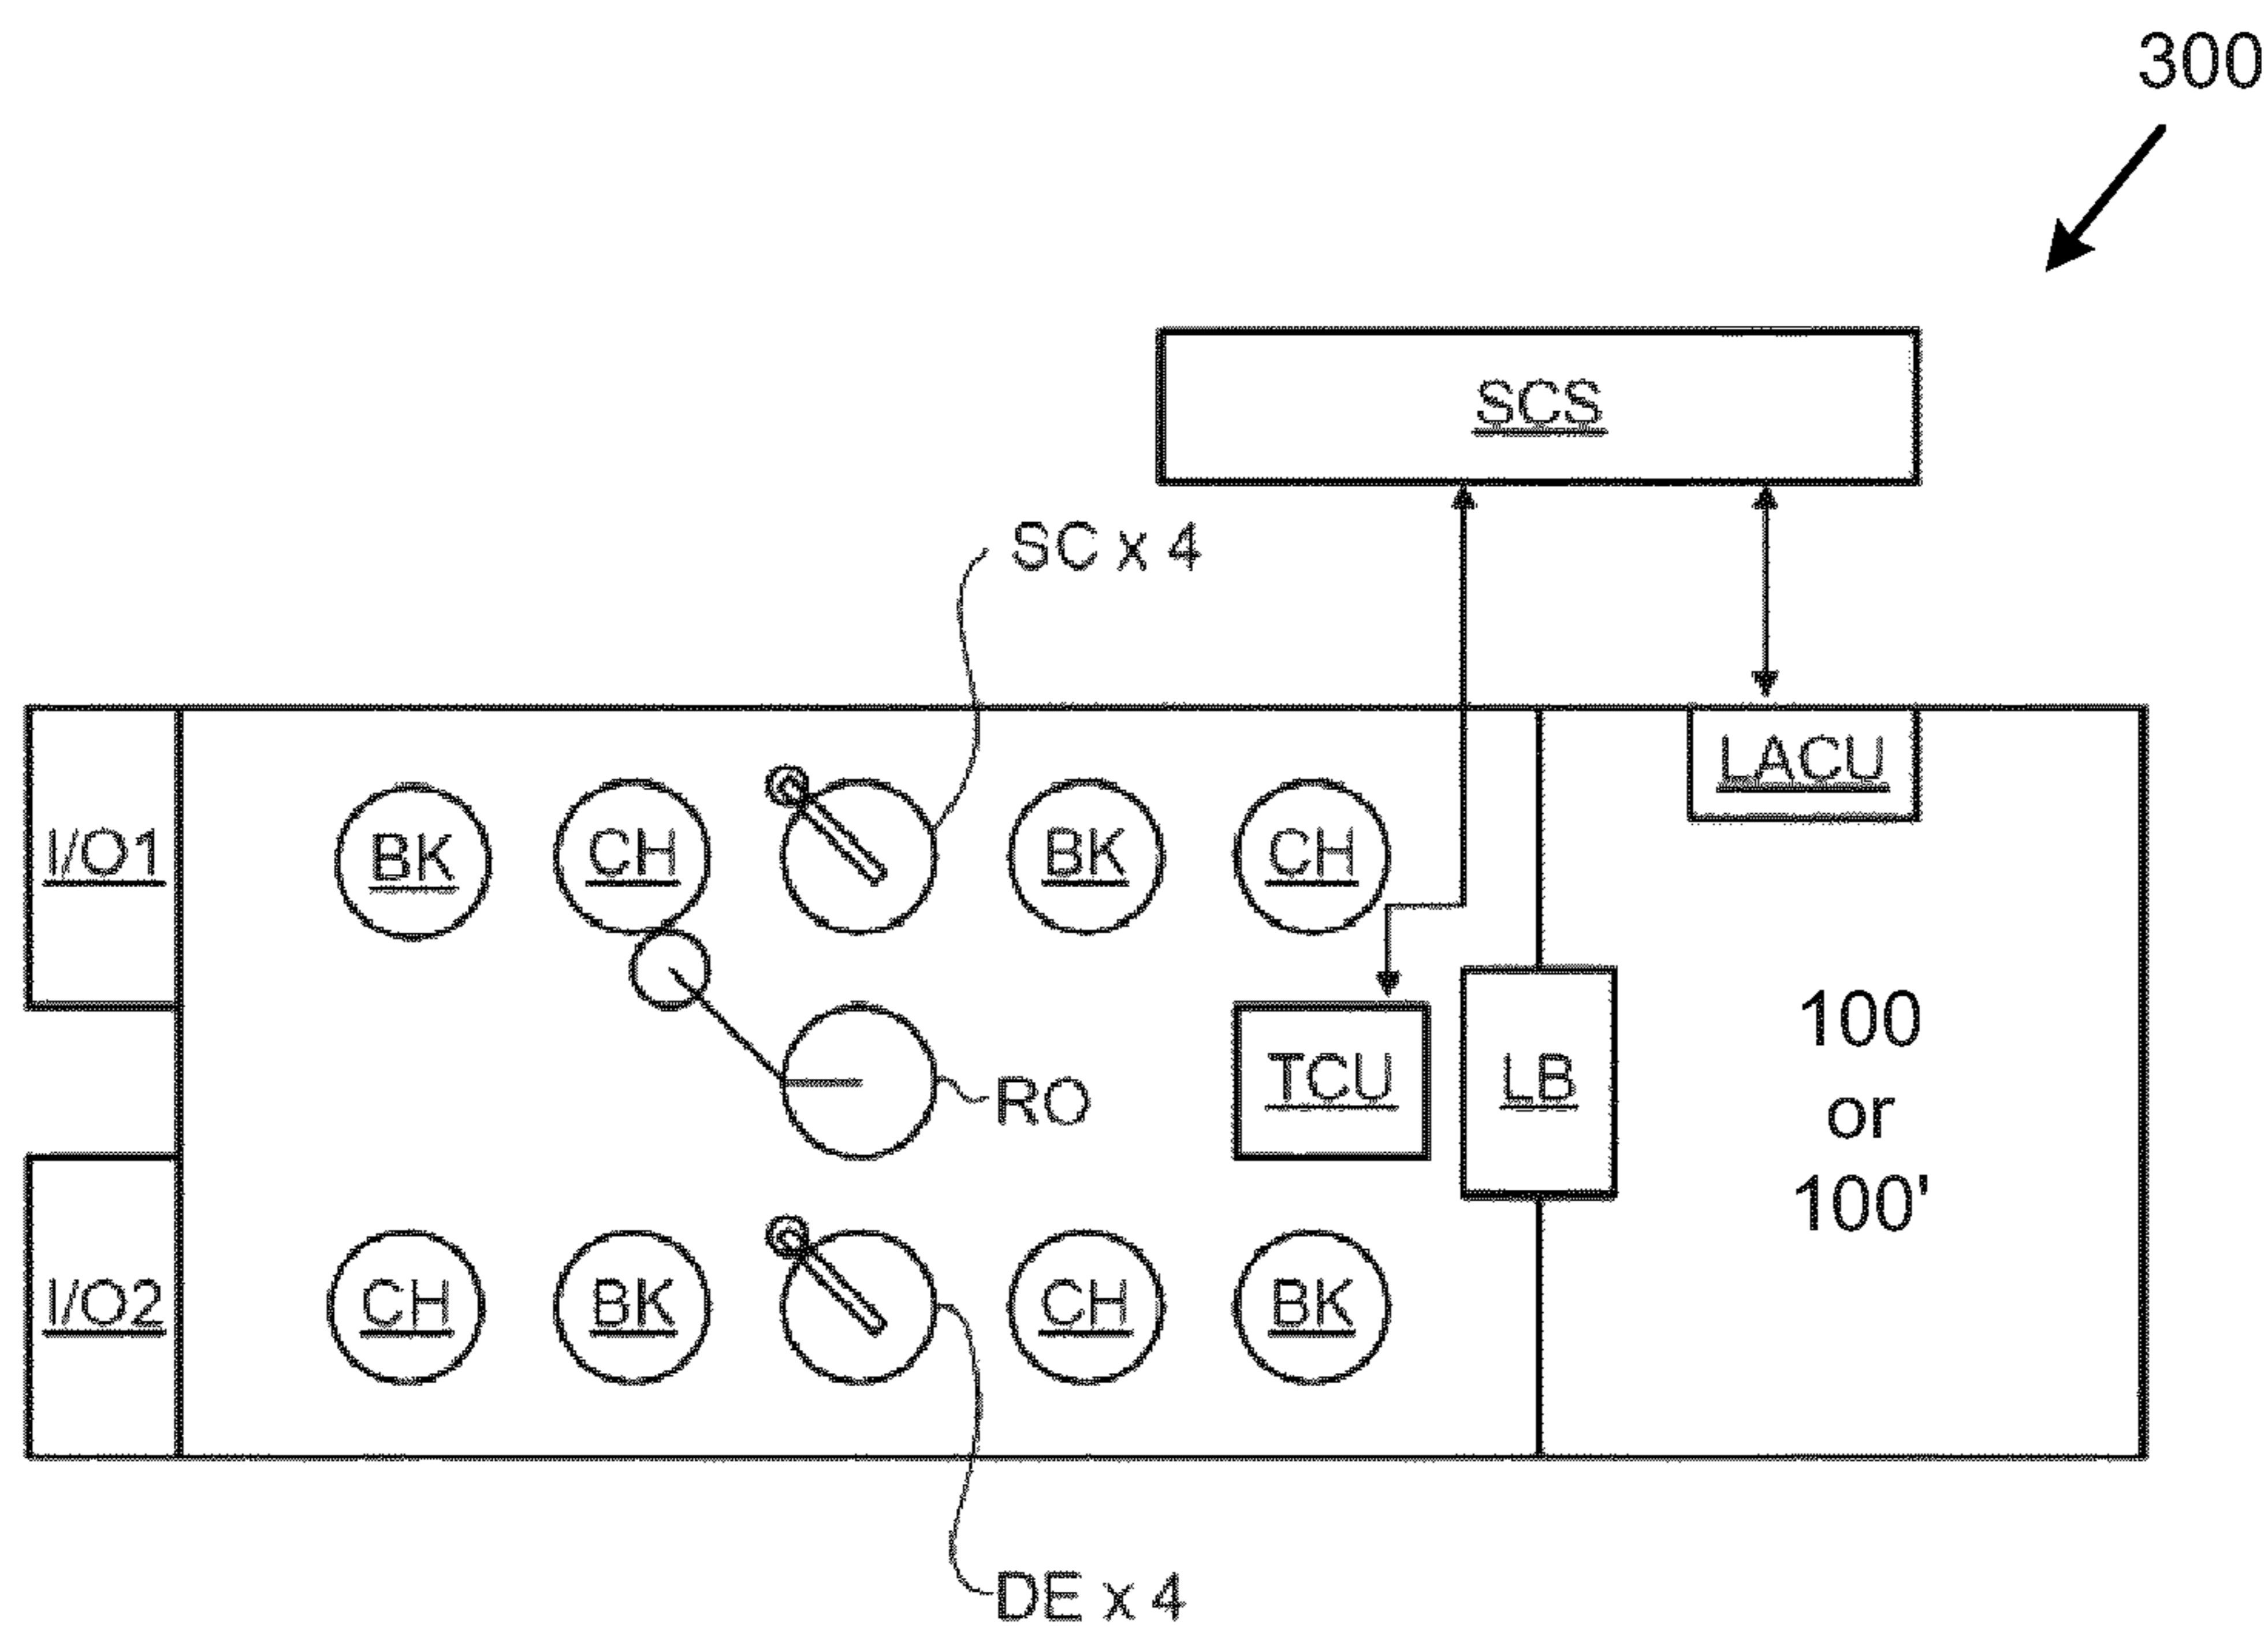 300
SCS
SC x 4
LACU
I/O1
BK
CH
BK
CH
100
or
100'
TCU
LB
RO
I/O2
CH
BK
CH
BK
DE x 4